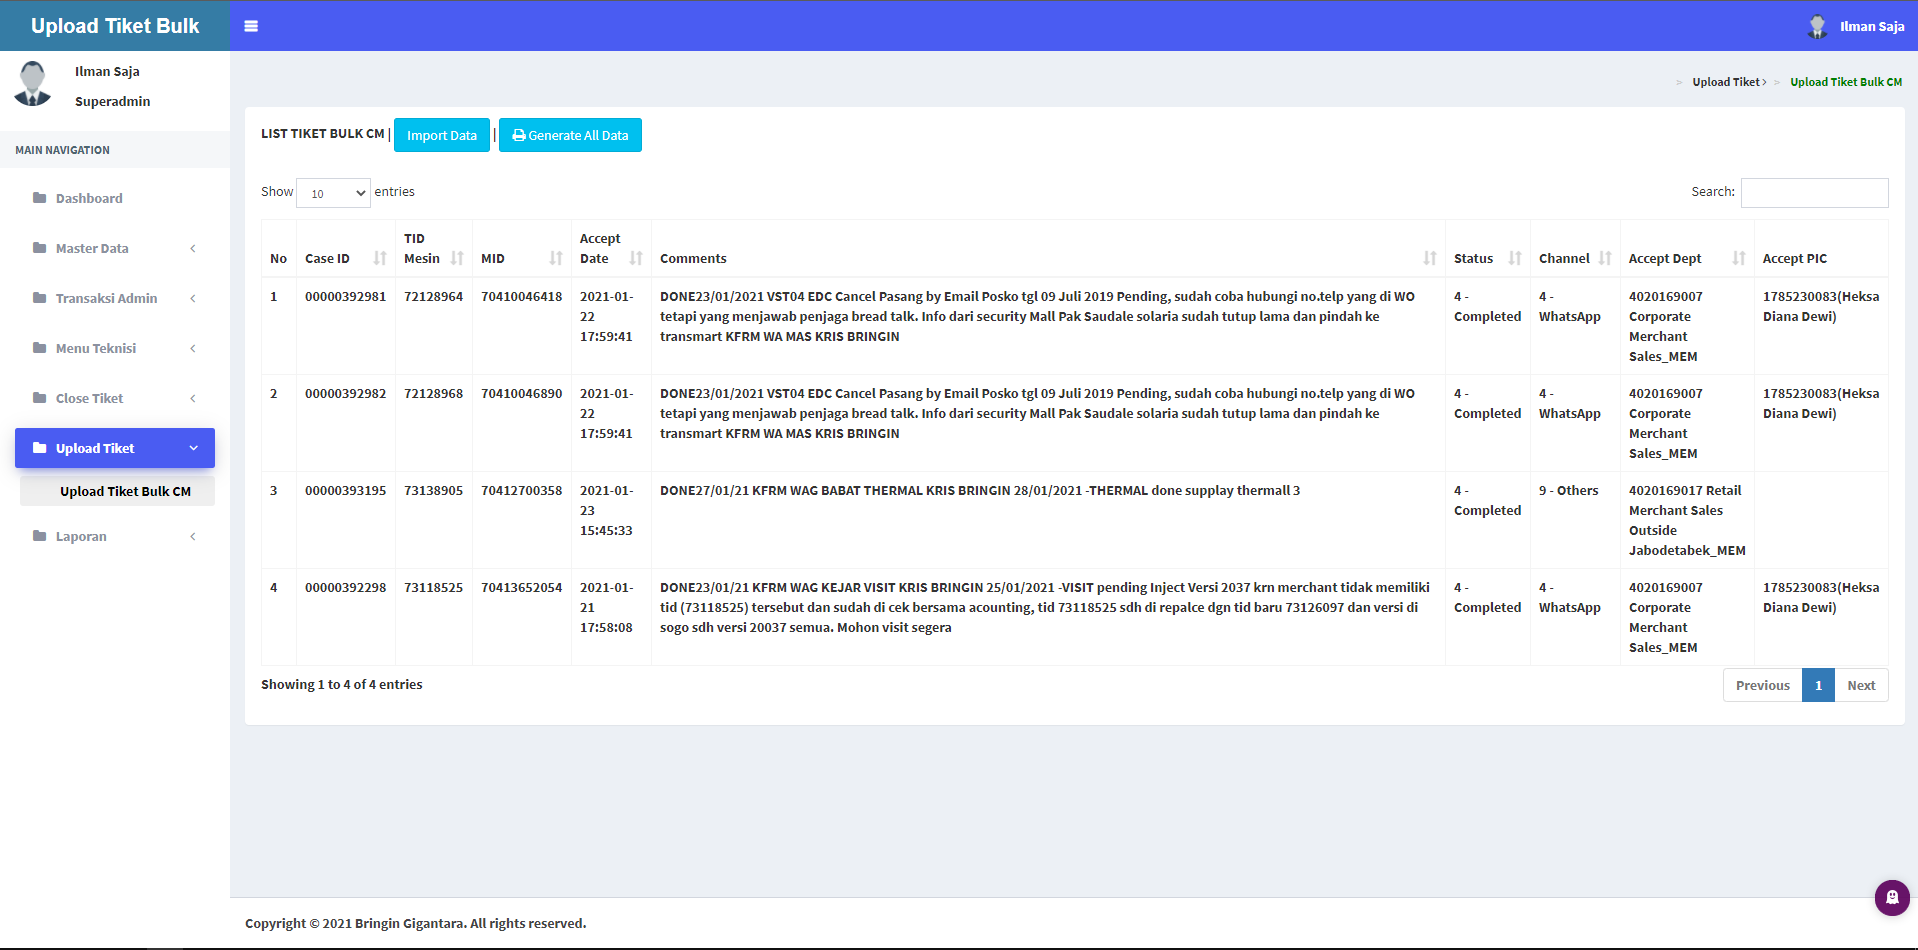 Upload Tiket Bulk
Ilman Saja
Ilman Saja
Superadmin
MAIN NAVIGATION
Dashboard
Master Data
Transaksi Admin
Menu Teknisi
Close Tiket
Upload Tiket
Upload Tiket Bulk CM
Laporan
> Upload Tiket > > Upload Tiket Bulk CM
LIST TIKET BULK CM | Import Data | Generate All Data
Show 10 entries
Search:
No Case ID TID Mesin MID Accept Date Comments Status Channel Accept Dept Accept PIC
1 00000392981 72128964 70410046418 2021-01-22 17:59:41 DONE23/01/2021 VST04 EDC Cancel Pasang by Email Posko tgl 09 Juli 2019 Pending, sudah coba hubungi no.telp yang di WO tetapi yang menjawab penjaga bread talk. Info dari security Mall Pak Saudale solaria sudah tutup lama dan pindah ke transmart KFRM WA MAS KRIS BRINGIN 4 - Completed 4 - WhatsApp 4020169007 Corporate Merchant Sales_MEM 1785230083(Heksa Diana Dewi)
2 00000392982 72128968 70410046890 2021-01-22 17:59:41 DONE23/01/2021 VST04 EDC Cancel Pasang by Email Posko tgl 09 Juli 2019 Pending, sudah coba hubungi no.telp yang di WO tetapi yang menjawab penjaga bread talk. Info dari security Mall Pak Saudale solaria sudah tutup lama dan pindah ke transmart KFRM WA MAS KRIS BRINGIN 4 - Completed 4 - WhatsApp 4020169007 Corporate Merchant Sales_MEM 1785230083(Heksa Diana Dewi)
3 00000393195 73138905 70412700358 2021-01-23 15:45:33 DONE27/01/21 KFRM WAG BABAT THERMAL KRIS BRINGIN 28/01/2021 -THERMAL done supplay thermall 3 4 - Completed 9 - Others 4020169017 Retail Merchant Sales Outside Jabodetabek_MEM
4 00000392298 73118525 70413652054 2021-01-21 17:58:08 DONE23/01/21 KFRM WAG KEJAR VISIT KRIS BRINGIN 25/01/2021 -VISIT pending Inject Versi 2037 krn merchant tidak memiliki tid (73118525) tersebut dan sudah di cek bersama acounting, tid 73118525 sdh di repalce dgn tid baru 73126097 dan versi di sogo sdh versi 20037 semua. Mohon visit segera 4 - Completed 4 - WhatsApp 4020169007 Corporate Merchant Sales_MEM 1785230083(Heksa Diana Dewi)
Showing 1 to 4 of 4 entries
Previous 1 Next
Copyright © 2021 Bringin Gigantara. All rights reserved.